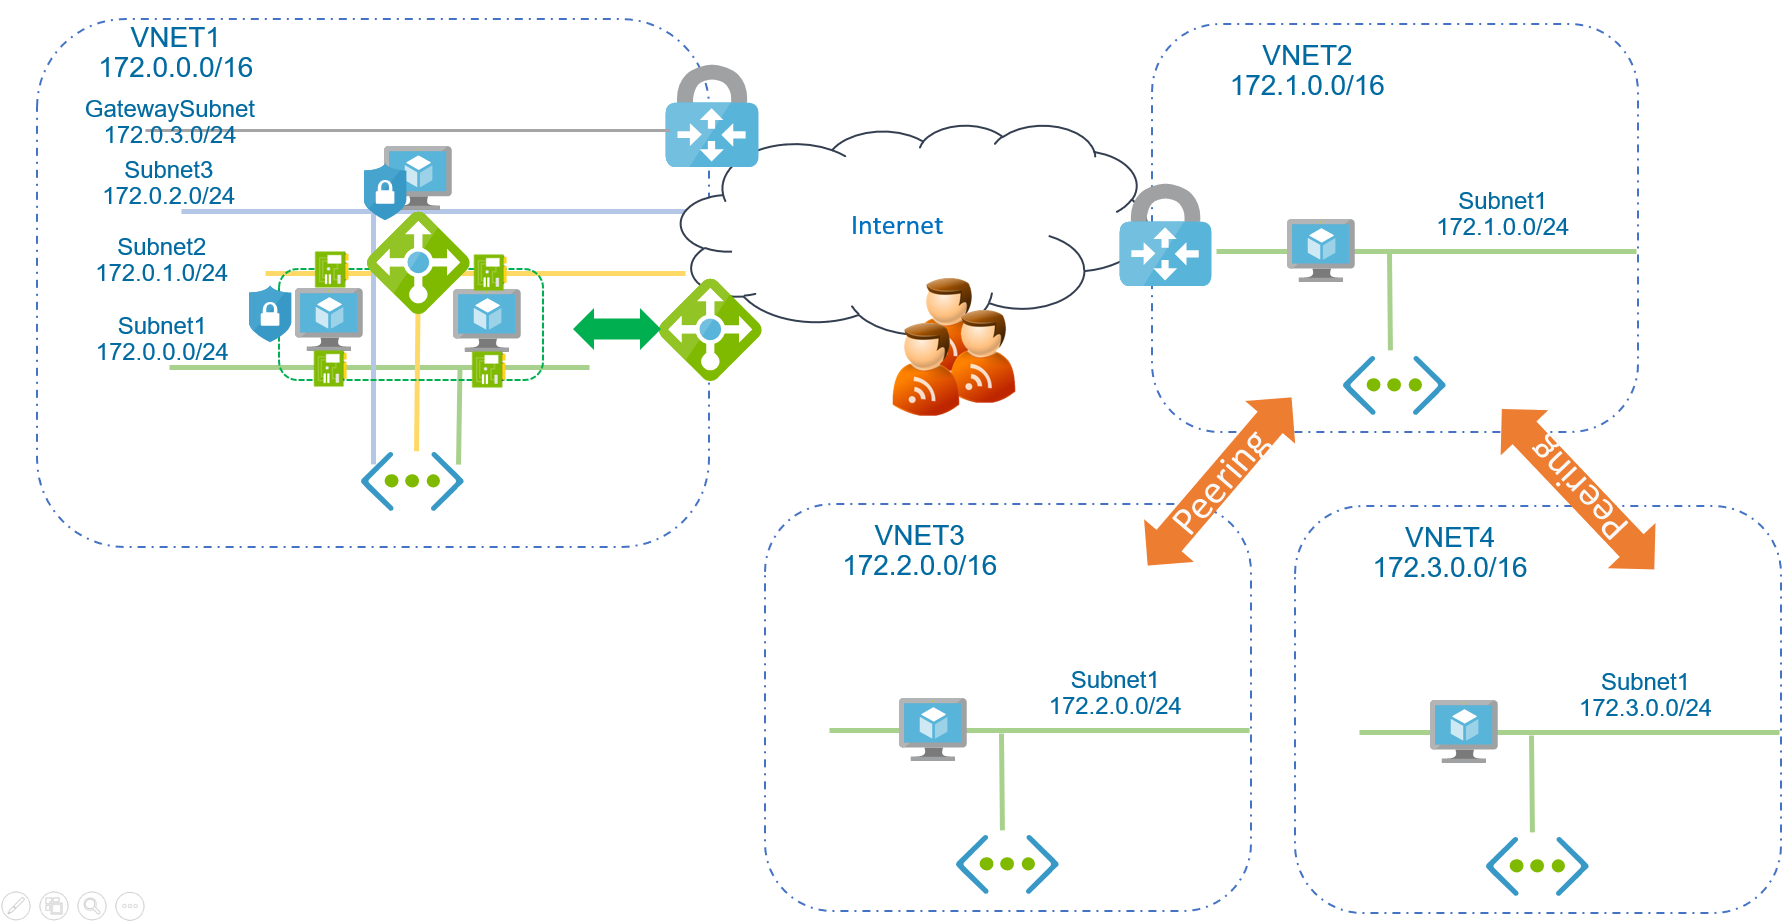 VNET1
172.0.0.0/16
GatewaySubnet
172.0.3.0/24
Subnet3
172.0.2.0/24
Subnet2
172.0.1.0/24
Subnet1
172.0.0.0/24
Internet
VNET2
172.1.0.0/16
Subnet1
172.1.0.0/24
Peering
Peering
VNET3
172.2.0.0/16
Subnet1
172.2.0.0/24
VNET4
172.3.0.0/16
Subnet1
172.3.0.0/24